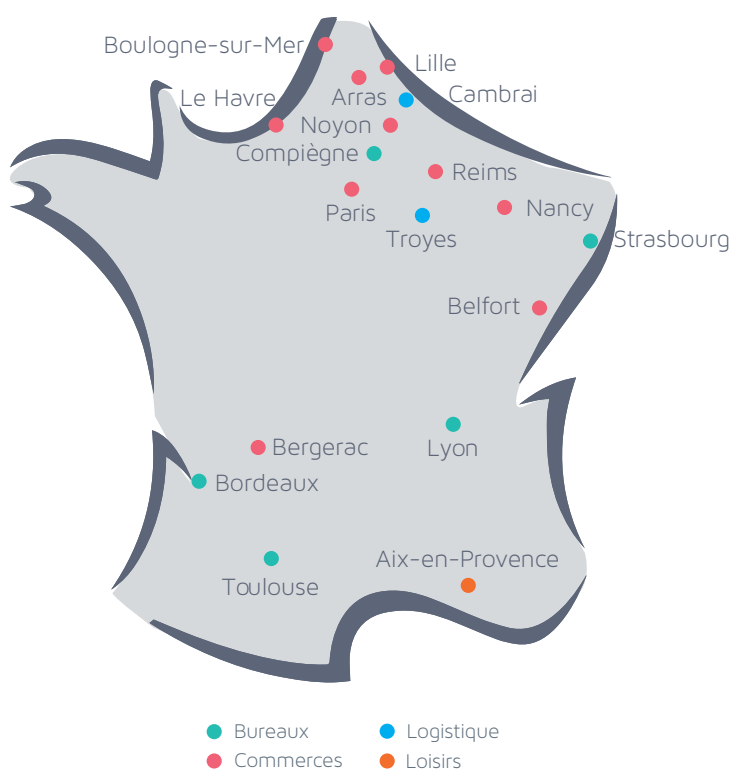 Boulogne-sur-Mer
Lille
Le Havre
Arras
Cambrai
Noyon
Compiègne
Reims
Paris
Nancy
Troyes
Strasbourg
Belfort
Bergerac
Lyon
Bordeaux
Aix-en-Provence
Toulouse
Bureaux
Logistique
Commerces
Loisirs